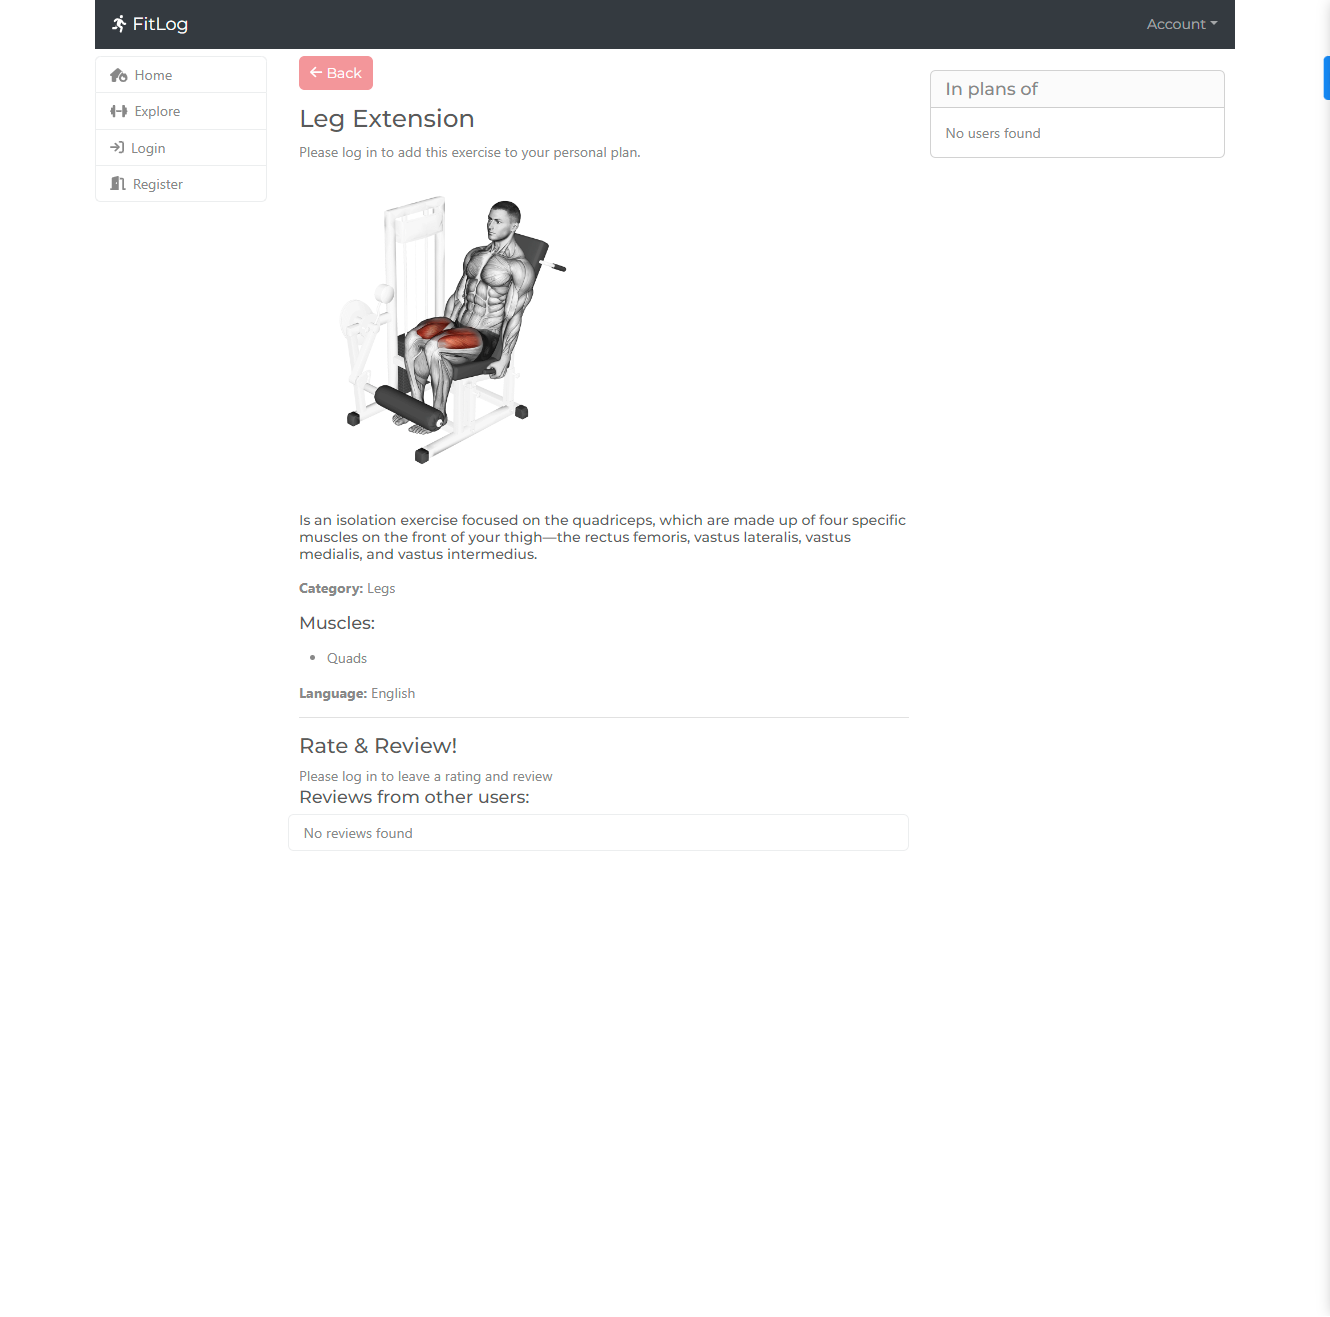 FitLog
Account
Home
Explore
Login
Register
Back
Leg Extension
Please log in to add this exercise to your personal plan.
Is an isolation exercise focused on the quadriceps, which are made up of four specific
muscles on the front of your thigh—the rectus femoris, vastus lateralis, vastus
medialis, and vastus intermedius.
Category: Legs
Muscles:
Quads
Language: English
Rate & Review!
Please log in to leave a rating and review
Reviews from other users:
No reviews found
In plans of
No users found